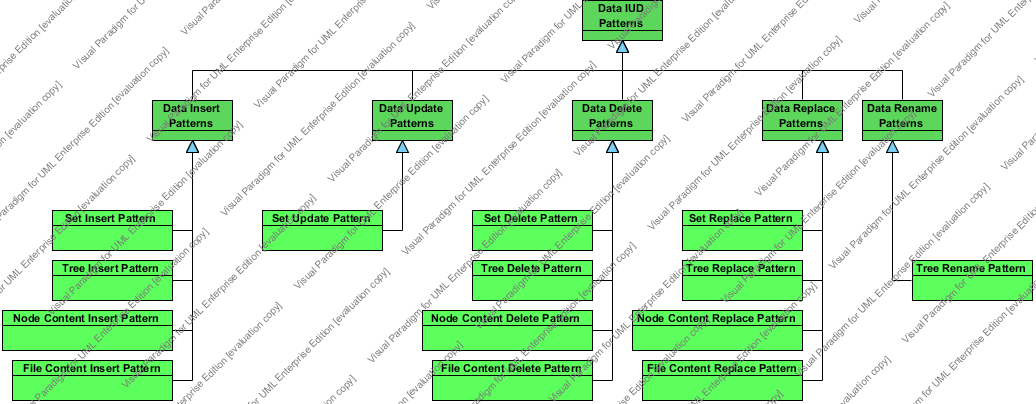 Data IUD
Patterns
Data Insert
Patterns
Data Update
Patterns
Data Delete
Patterns
Data Replace
Patterns
Data Rename
Patterns
Set Insert Pattern
Set Update Pattern
Set Delete Pattern
Set Replace Pattern
Tree Insert Pattern
Tree Delete Pattern
Tree Replace Pattern
Tree Rename Pattern
Node Content Insert Pattern
Node Content Delete Pattern
Node Content Replace Pattern
File Content Insert Pattern
File Content Delete Pattern
File Content Replace Pattern
Visual Paradigm for UML Enterprise Edition [evaluation copy]